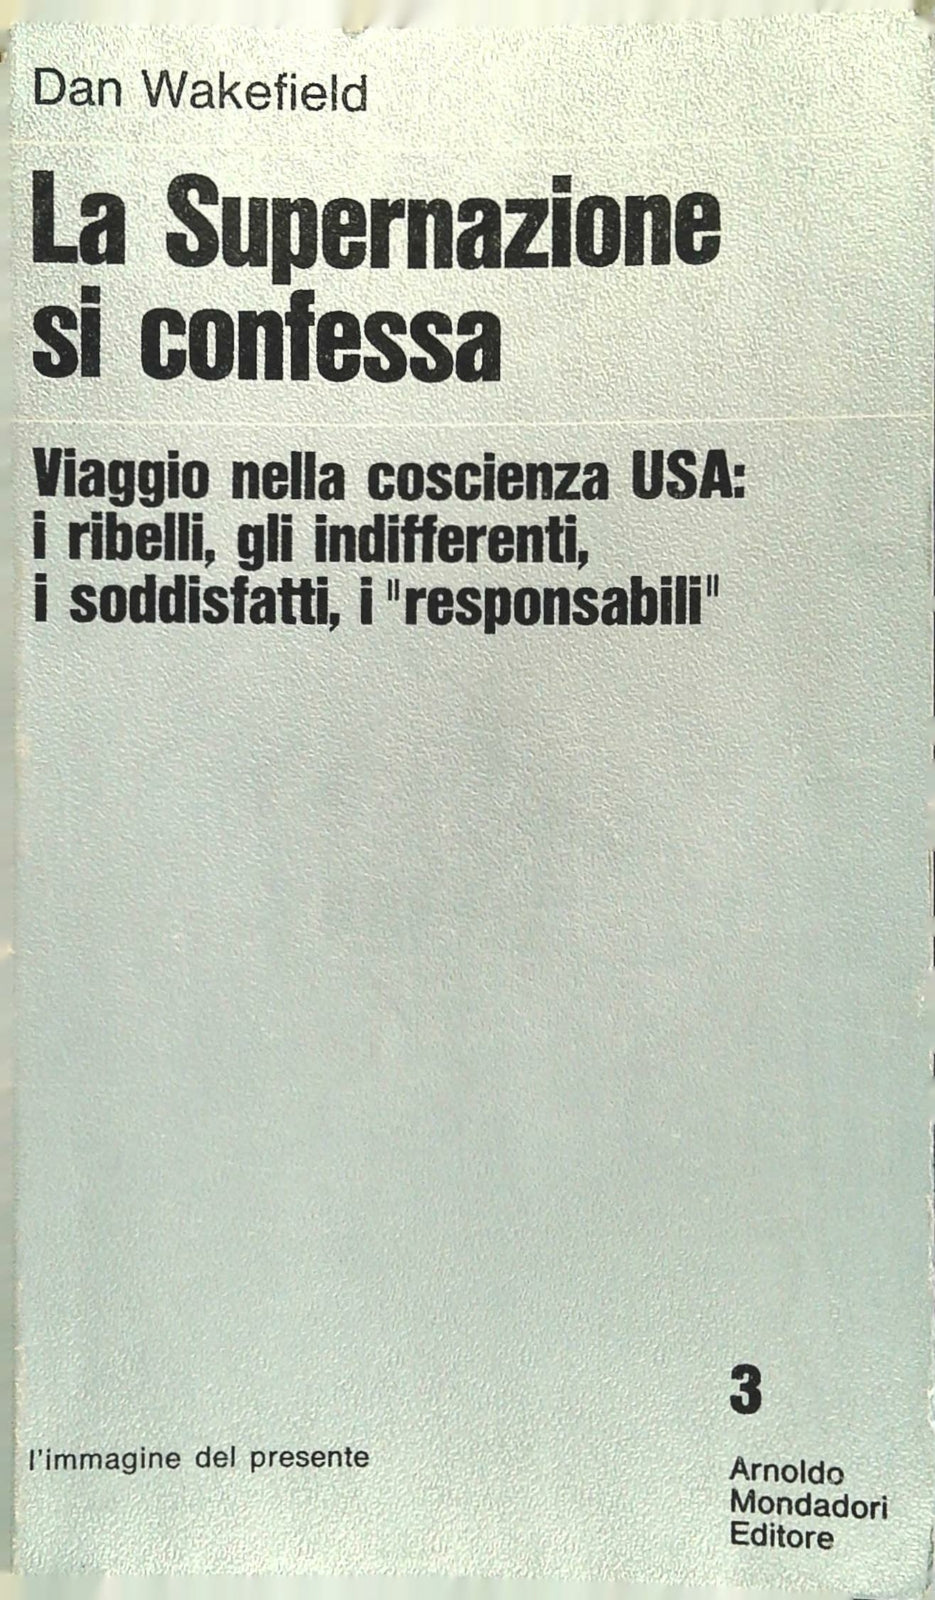 Dan Wakefield
La Supernazione
si confessa
Viaggio nella coscienza USA:
i ribelli, gli indifferenti,
i soddisfatti, i "responsabili"
3
l'immagine del presente
Arnoldo
Mondadori
Editore